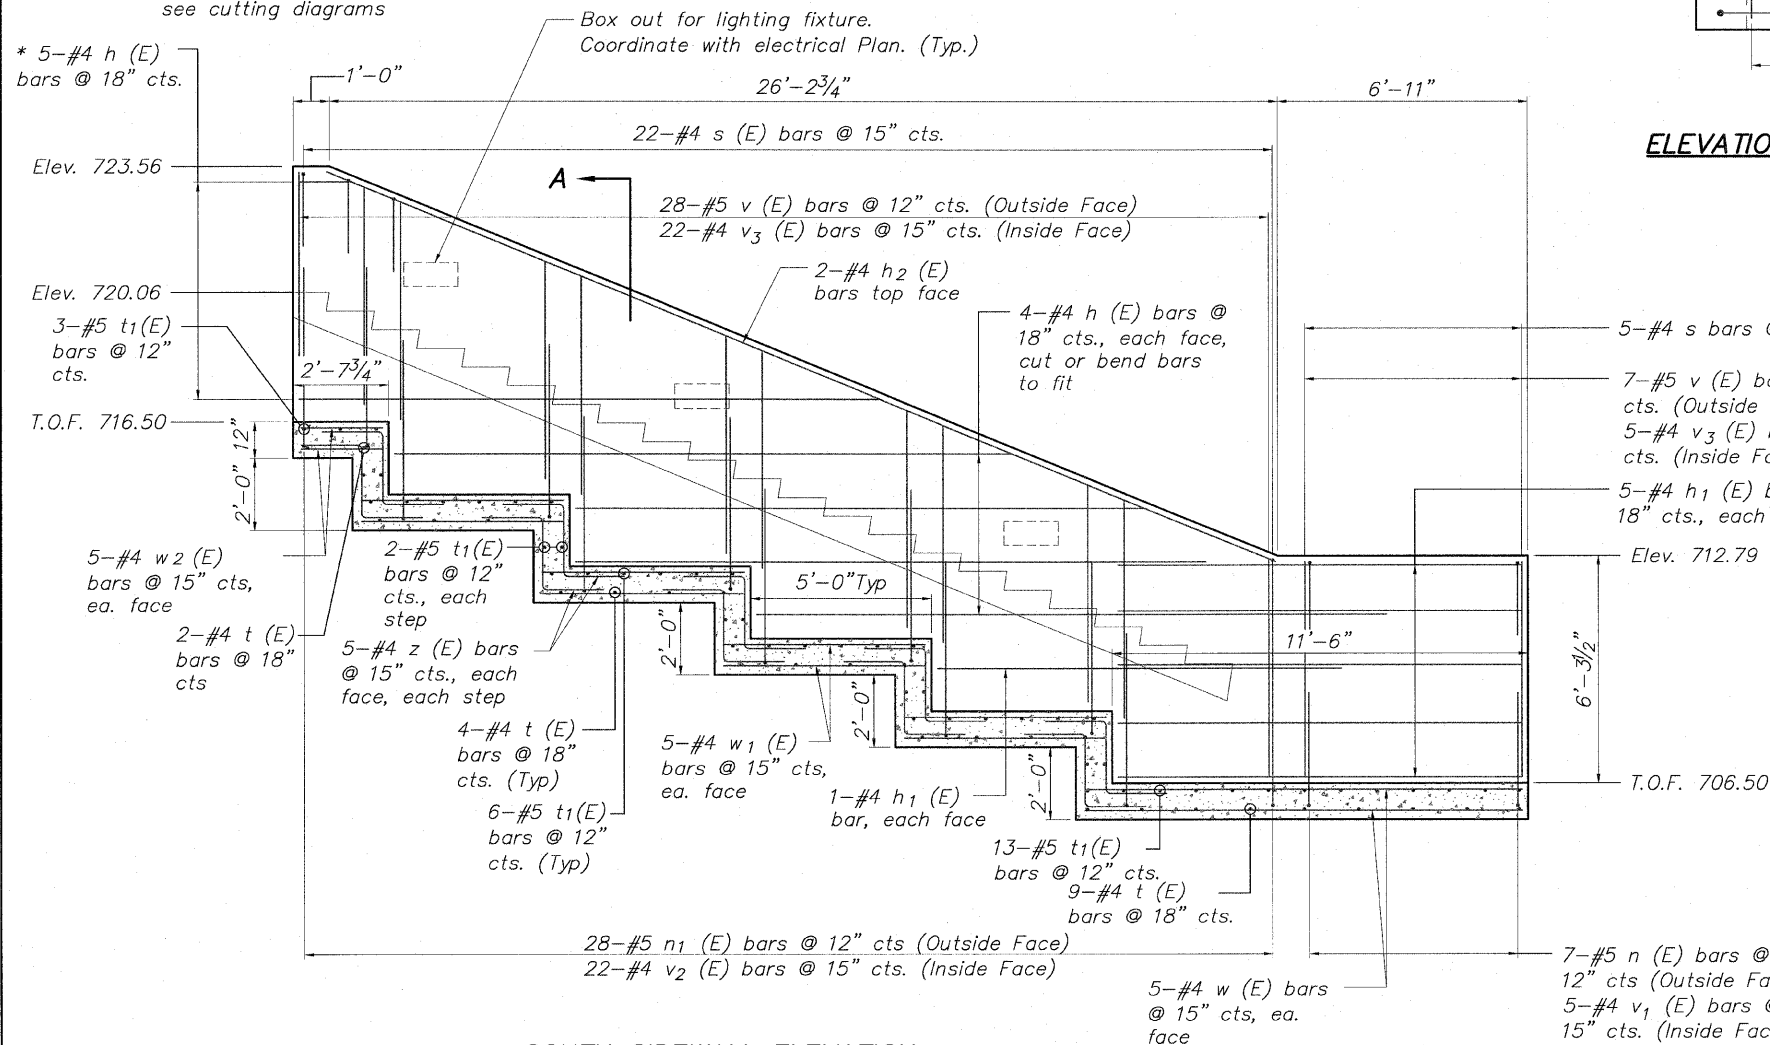 see cutting diagrams
* 5-#4 h (E)
bars @ 18" cts.
Box out for lighting fixture.
Coordinate with electrical Plan. (Typ.)
1'-0"
26'-2¾"
6'-11"
22-#4 s (E) bars @ 15" cts.
Elev. 723.56
A
28-#5 v (E) bars @ 12" cts. (Outside Face)
22-#4 v3 (E) bars @ 15" cts. (Inside Face)
2-#4 h2 (E)
bars top face
Elev. 720.06
3-#5 t1(E)
bars @ 12"
cts.
2'-7¾"
4-#4 h (E) bars @
18" cts., each face,
cut or bend bars
to fit
5-#4 s bars
7-#5 v (E)
cts. (Outside
5-#4 v3 (E)
cts. (Inside
5-#4 h1 (E)
18" cts., each
T.O.F. 716.50
12"
2'-0"
Elev. 712.79
5-#4 w2 (E)
bars @ 15" cts,
ea. face
2-#5 t1(E)
bars @ 12"
cts., each
step
5'-0"Typ
2-#4 t (E)
bars @ 18"
cts
5-#4 z (E) bars
@ 15" cts., each
face, each step
2'-0"
11'-6"
6'-3½"
4-#4 t (E)
bars @ 18"
cts. (Typ)
5-#4 w1 (E)
bars @ 15" cts,
ea. face
2'-0"
6-#5 t1(E)
bars @ 12"
cts. (Typ)
1-#4 h1 (E)
bar, each face
2'-0"
T.O.F. 706.50
13-#5 t1(E)
bars @ 12" cts.
9-#4 t (E)
bars @ 18" cts.
28-#5 n1 (E) bars @ 12" cts (Outside Face)
22-#4 v2 (E) bars @ 15" cts. (Inside Face)
5-#4 w (E) bars
@ 15" cts, ea.
face
7-#5 n (E) bars @
12" cts (Outside
5-#4 v1 (E) bars
15" cts. (Inside